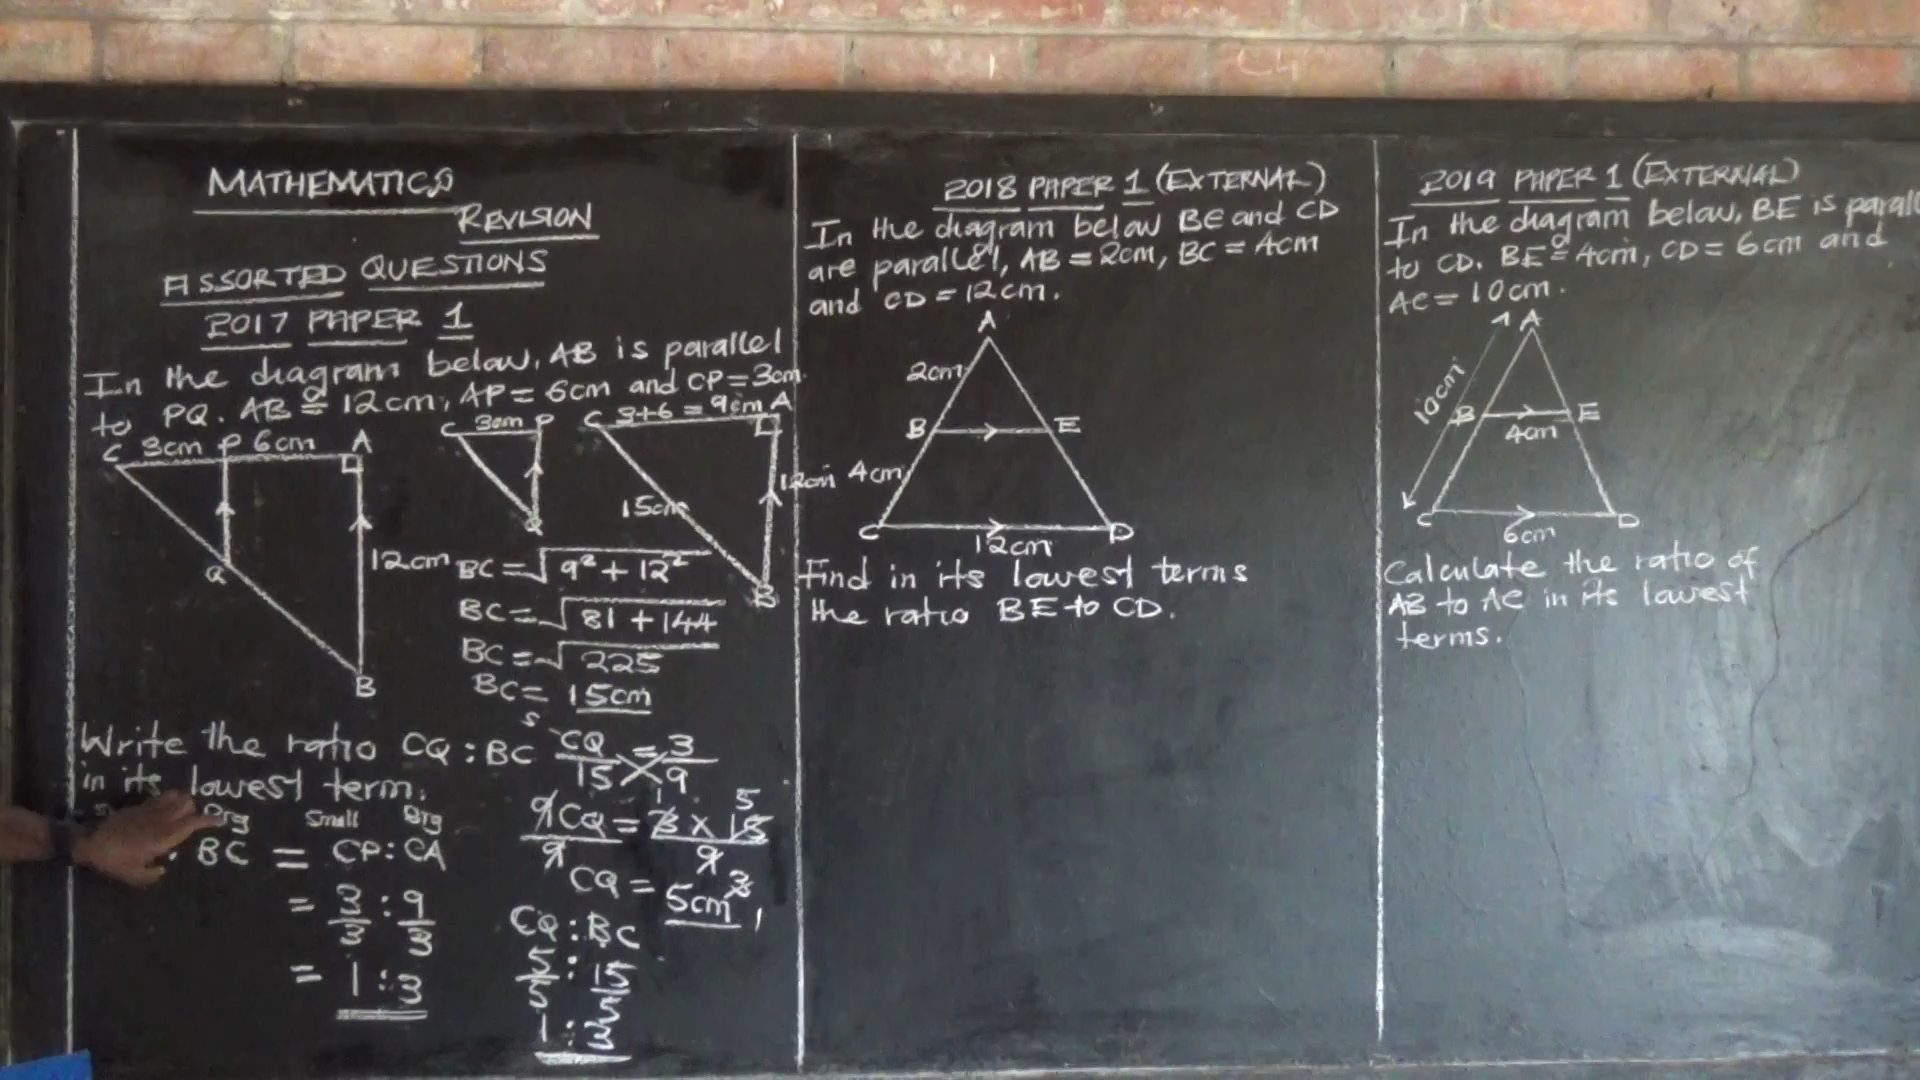 MATHEMATICS
REVISION
ASSORTED QUESTIONS
2017 PAPER 1
In the diagram below, AB is parallel
to PQ. AB = 12cm, AP = 6cm and CP = 3cm
C 3cm P 6cm A
Q
12cm
B
C 3cm P
Q
C 3+6 = 9cm A
15cm
12cm
B
BC = √9² + 12²
BC = √81 + 144
BC = √225
BC = 15cm
Write the ratio CQ : BC
in its lowest term.
Big Small Big
BC = CP : CA
= 3/3 : 9/3
= 1 : 3
CQ/15 = 3/9
9CQ/9 = 3 × 15/9
CQ = 5cm
CQ : BC
5/5 : 15/5
1 : 3
2018 PAPER 1 (EXTERNAL)
In the diagram below BE and CD
are parallel, AB = 2cm, BC = 4cm
and CD = 12cm.
A
2cm
B E
4cm
C D
12cm
Find in its lowest terms
the ratio BE to CD.
2019 PAPER 1 (EXTERNAL)
In the diagram below, BE is parall
to CD. BE = 4cm, CD = 6cm and
AC = 10cm.
A
10cm
B E
4cm
C D
6cm
Calculate the ratio of
AB to AC in its lowest
terms.